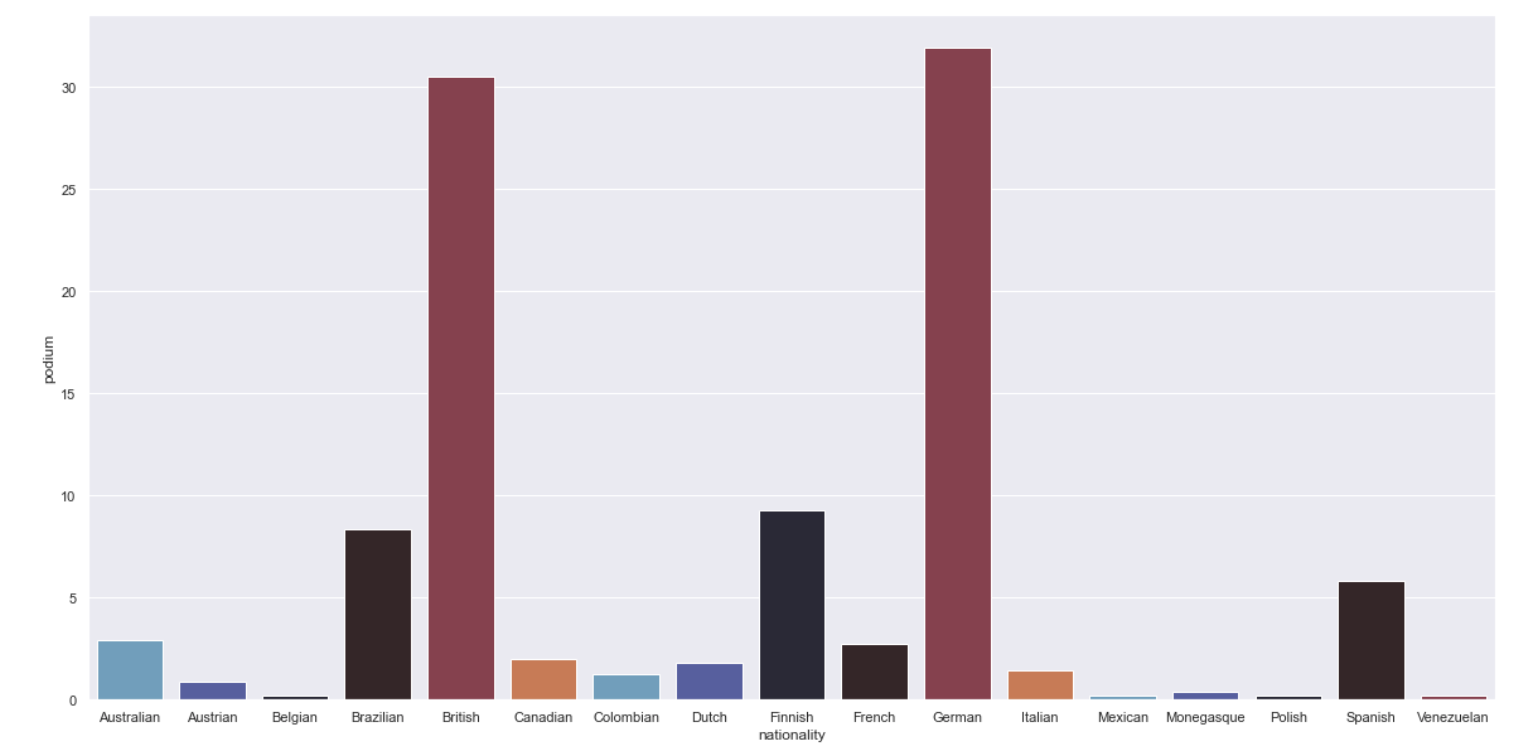 30
25
20
15
10
5
0
podium
Australian Austrian Belgian Brazilian British Canadian Colombian Dutch Finnish French German Italian Mexican Monegasque Polish Spanish Venezuelan
nationality